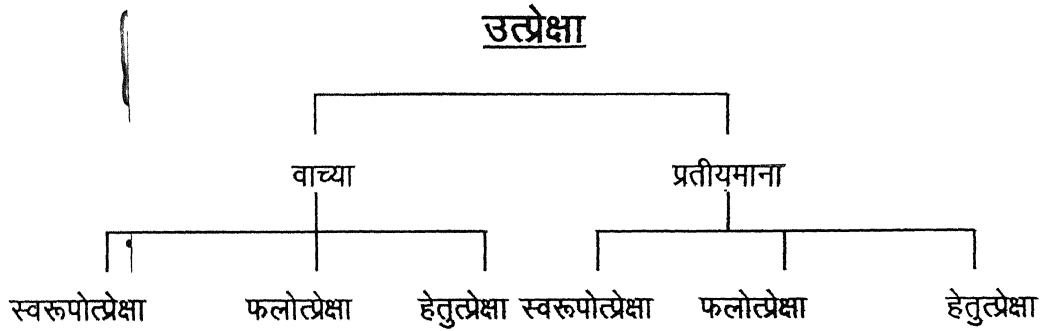 उत्प्रेक्षा
वाच्या प्रतीयमाना
स्वरूपोत्प्रेक्षा फलोत्प्रेक्षा हेतुत्प्रेक्षा स्वरूपोत्प्रेक्षा फलोत्प्रेक्षा हेतुत्प्रेक्षा